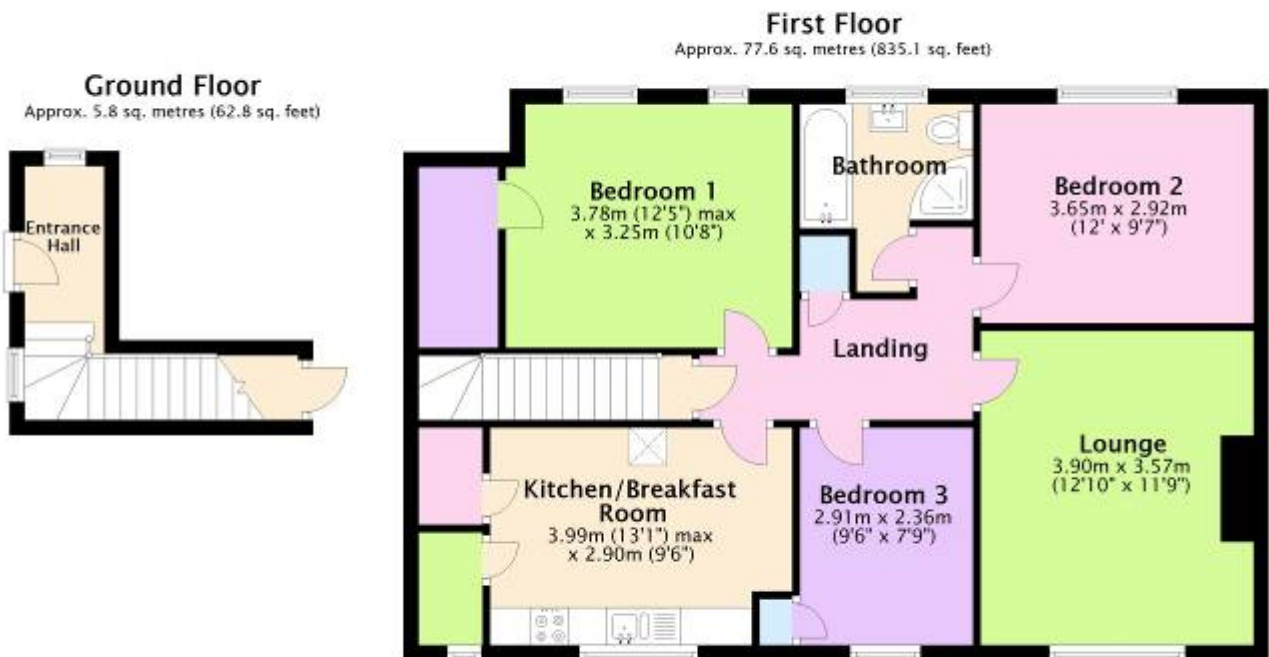 First Floor
Approx. 77.6 sq. metres (835.1 sq. feet)
Ground Floor
Approx. 5.8 sq. metres (62.8 sq. feet)
Entrance
Hall
Bedroom 1
3.78m (12'5") max
x 3.25m (10'8")
Bathroom
Bedroom 2
3.65m x 2.92m
(12' x 9'7")
Landing
Lounge
3.90m x 3.57m
(12'10" x 11'9")
Kitchen/Breakfast
Room
3.99m (13'1") max
x 2.90m (9'6")
Bedroom 3
2.91m x 2.36m
(9'6" x 7'9")